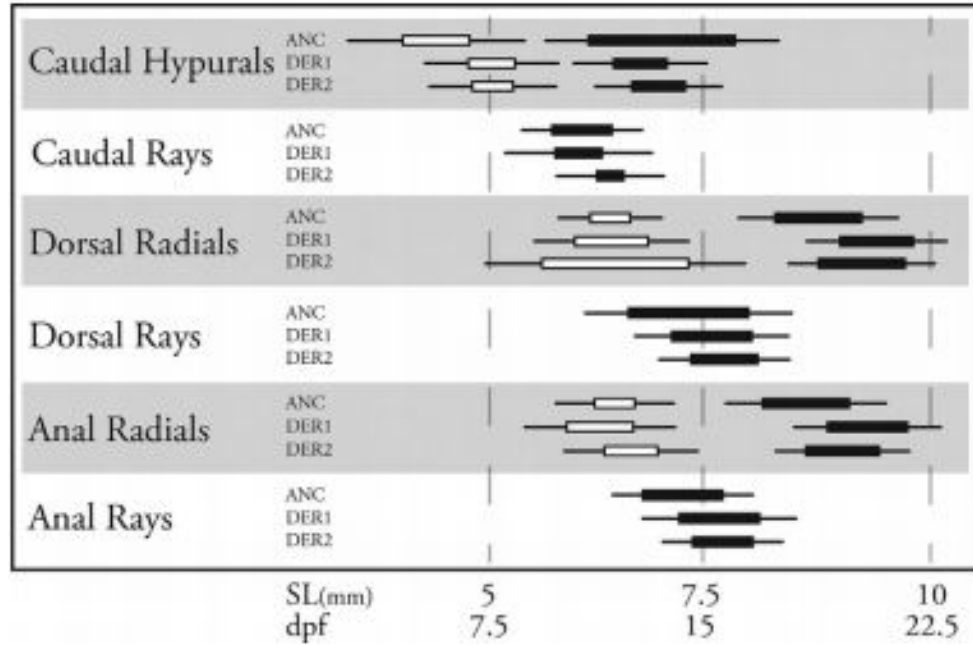 Caudal Hypurals
ANC
DER1
DER2
Caudal Rays
ANC
DER1
DER2
Dorsal Radials
ANC
DER1
DER2
Dorsal Rays
ANC
DER1
DER2
Anal Radials
ANC
DER1
DER2
Anal Rays
ANC
DER1
DER2
SL(mm) 5 7.5 10
dpf 7.5 15 22.5